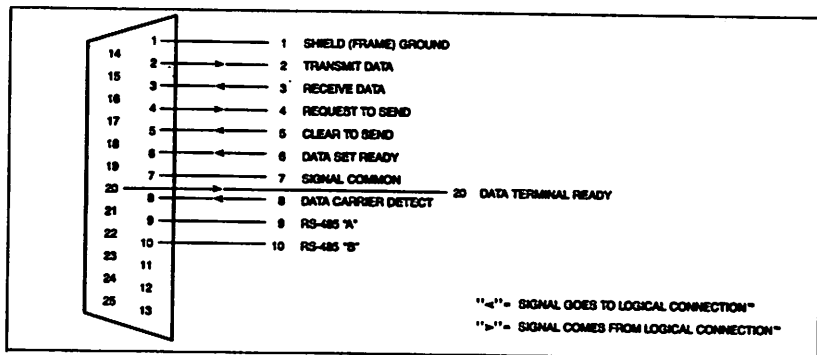 1 1 SHIELD (FRAME) GROUND
14
2 2 TRANSMIT DATA
15
3 3 RECEIVE DATA
16
4 4 REQUEST TO SEND
17
5 5 CLEAR TO SEND
18
6 6 DATA SET READY
19
7 7 SIGNAL COMMON
20 20 DATA TERMINAL READY
8 8 DATA CARRIER DETECT
21
9 9 RS-485 "A"
22
10 10 RS-485 "B"
23
11
24
12
25
13
"<"= SIGNAL GOES TO LOGICAL CONNECTION™
">"= SIGNAL COMES FROM LOGICAL CONNECTION™